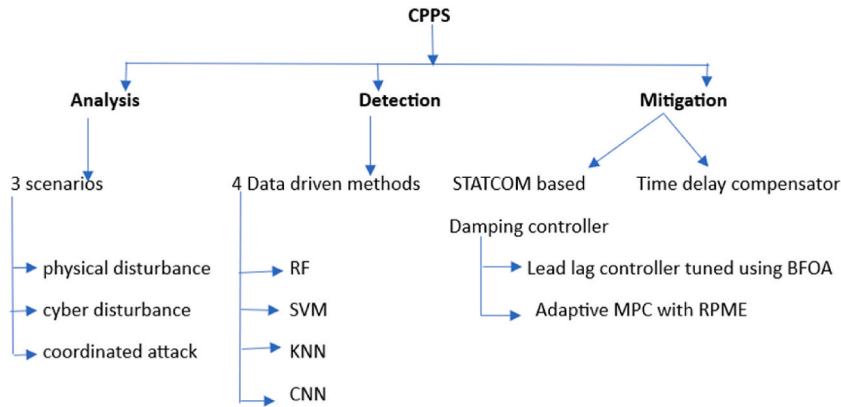 CPPS
Analysis
Detection
Mitigation
3 scenarios
4 Data driven methods
STATCOM based
Time delay compensator
Damping controller
physical disturbance
RF
Lead lag controller tuned using BFOA
cyber disturbance
SVM
Adaptive MPC with RPME
coordinated attack
KNN
CNN